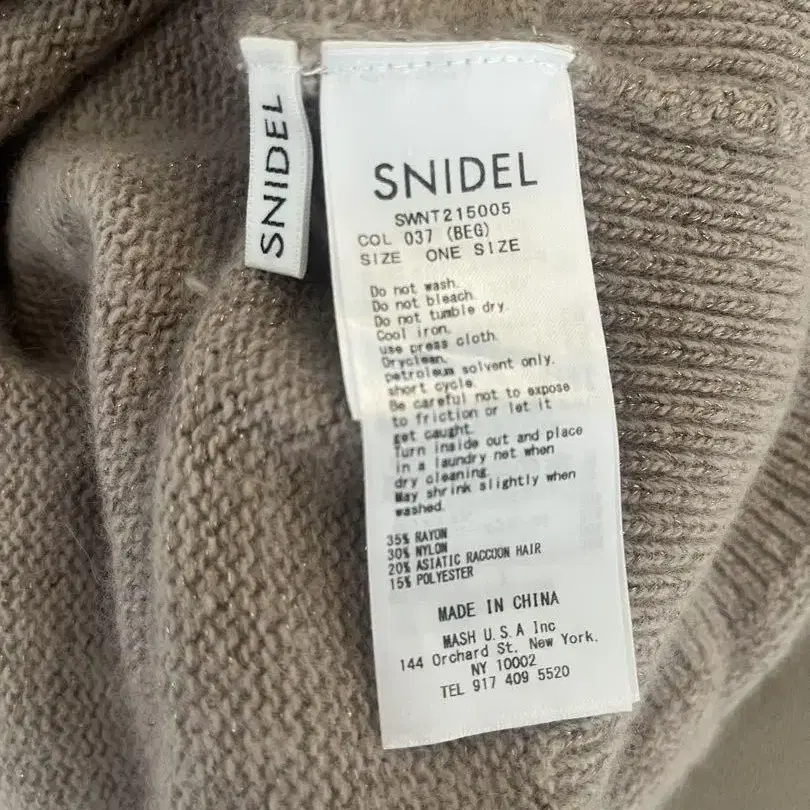 SNIDEL
SNIDEL
SWNT215005
COL 037 (BEG)
SIZE ONE SIZE
Do not wash.
Do not bleach.
Do not tumble dry.
Cool iron.
use press cloth.
Dryclean.
petroleum solvent only.
short cycle.
Be careful not to expose
to friction or let it
get caught.
Turn inside out and place
in a laundry net when
dry cleaning.
May shrink slightly when
washed.
35% RAYON
30% NYLON
20% ASIATIC RACCOON HAIR
15% POLYESTER
MADE IN CHINA
MASH U.S.A Inc
144 Orchard St. New York,
NY 10002
TEL 917 409 5520